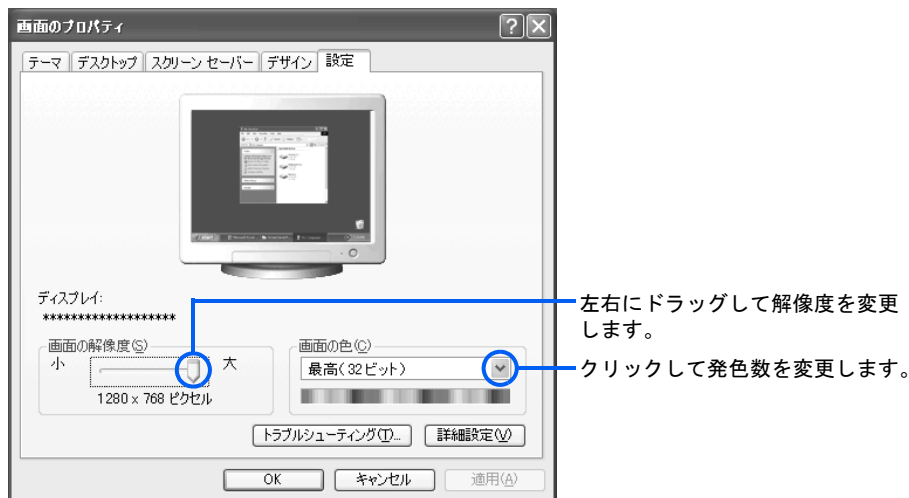 画面のプロパティ
テーマ デスクトップ スクリーン セーバー デザイン 設定
ディスプレイ:
*******************
左右にドラッグして解像度を変更
します。
画面の解像度(S)
小 大
1280 x 768 ピクセル
画面の色(C)
最高(32ビット)
クリックして発色数を変更します。
トラブルシューティング(T)... 詳細設定(V)
OK キャンセル 適用(A)